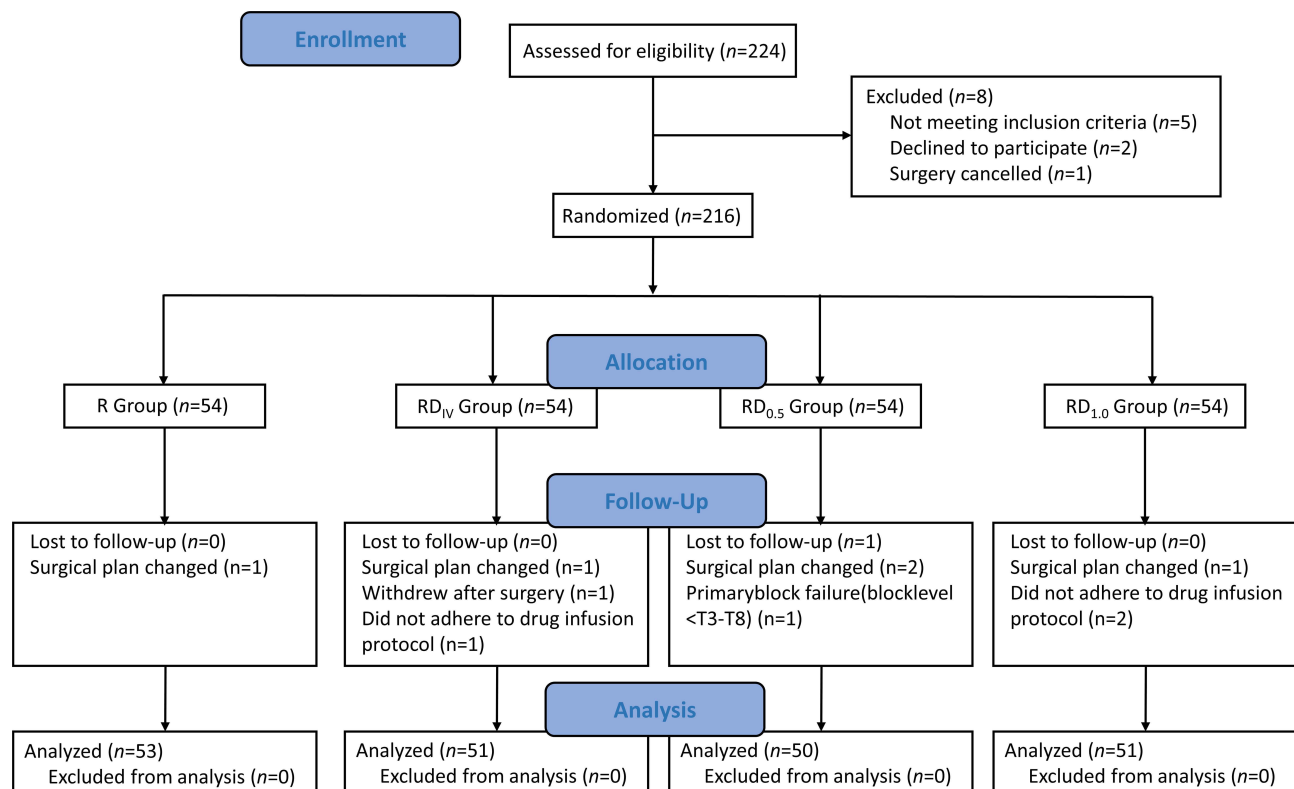 Enrollment
Assessed for eligibility (n=224)
Excluded (n=8)
Not meeting inclusion criteria (n=5)
Declined to participate (n=2)
Surgery cancelled (n=1)
Randomized (n=216)
Allocation
R Group (n=54)
RD_IV Group (n=54)
RD_0.5 Group (n=54)
RD_1.0 Group (n=54)
Follow-Up
Lost to follow-up (n=0)
Surgical plan changed (n=1)
Lost to follow-up (n=0)
Surgical plan changed (n=1)
Withdrew after surgery (n=1)
Did not adhere to drug infusion
protocol (n=1)
Lost to follow-up (n=1)
Surgical plan changed (n=2)
Primaryblock failure(blocklevel
<T3-T8) (n=1)
Lost to follow-up (n=0)
Surgical plan changed (n=1)
Did not adhere to drug infusion
protocol (n=2)
Analysis
Analyzed (n=53)
Excluded from analysis (n=0)
Analyzed (n=51)
Excluded from analysis (n=0)
Analyzed (n=50)
Excluded from analysis (n=0)
Analyzed (n=51)
Excluded from analysis (n=0)